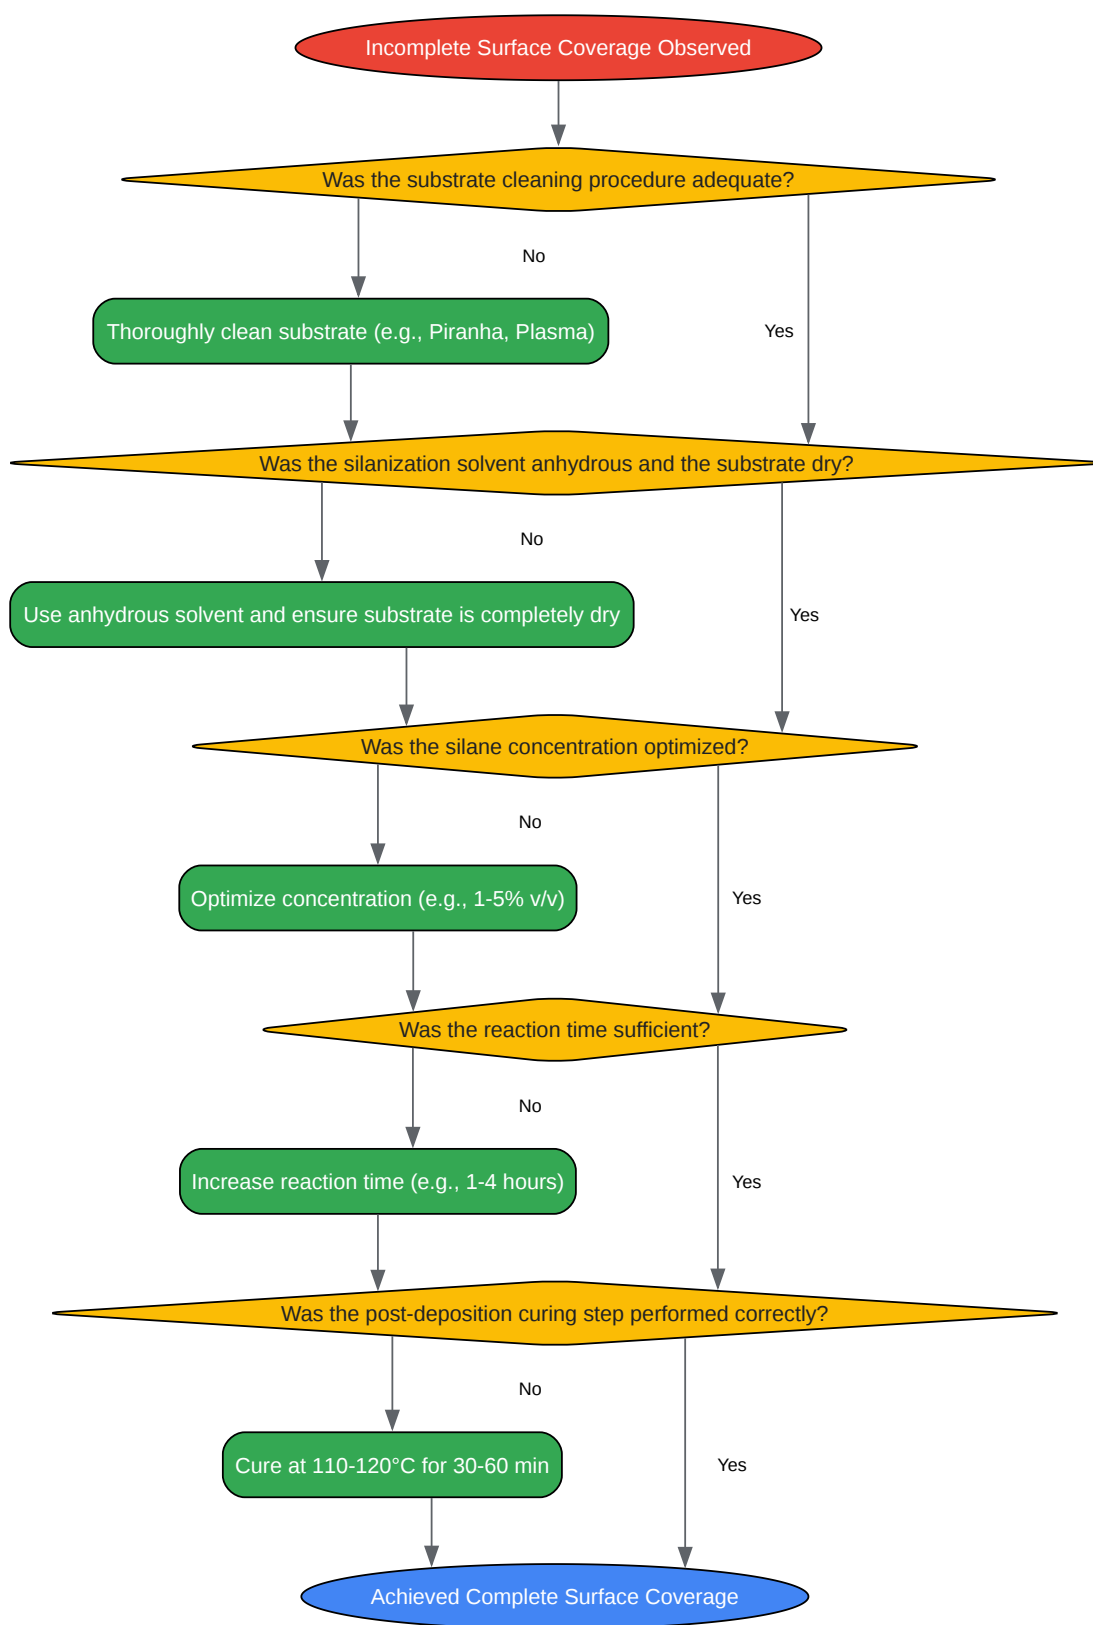 Incomplete Surface Coverage Observed
Was the substrate cleaning procedure adequate?
No
Thoroughly clean substrate (e.g., Piranha, Plasma)
Yes
Was the silanization solvent anhydrous and the substrate dry?
No
Use anhydrous solvent and ensure substrate is completely dry
Yes
Was the silane concentration optimized?
No
Optimize concentration (e.g., 1-5% v/v)
Yes
Was the reaction time sufficient?
No
Increase reaction time (e.g., 1-4 hours)
Yes
Was the post-deposition curing step performed correctly?
No
Cure at 110-120°C for 30-60 min
Yes
Achieved Complete Surface Coverage